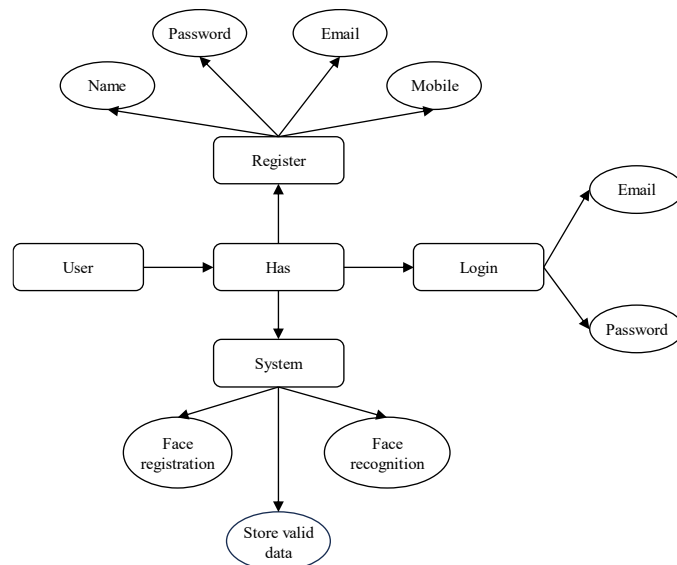 Password
Email
Name
Mobile
Register
Email
User
Has
Login
Password
System
Face
registration
Face
recognition
Store valid
data